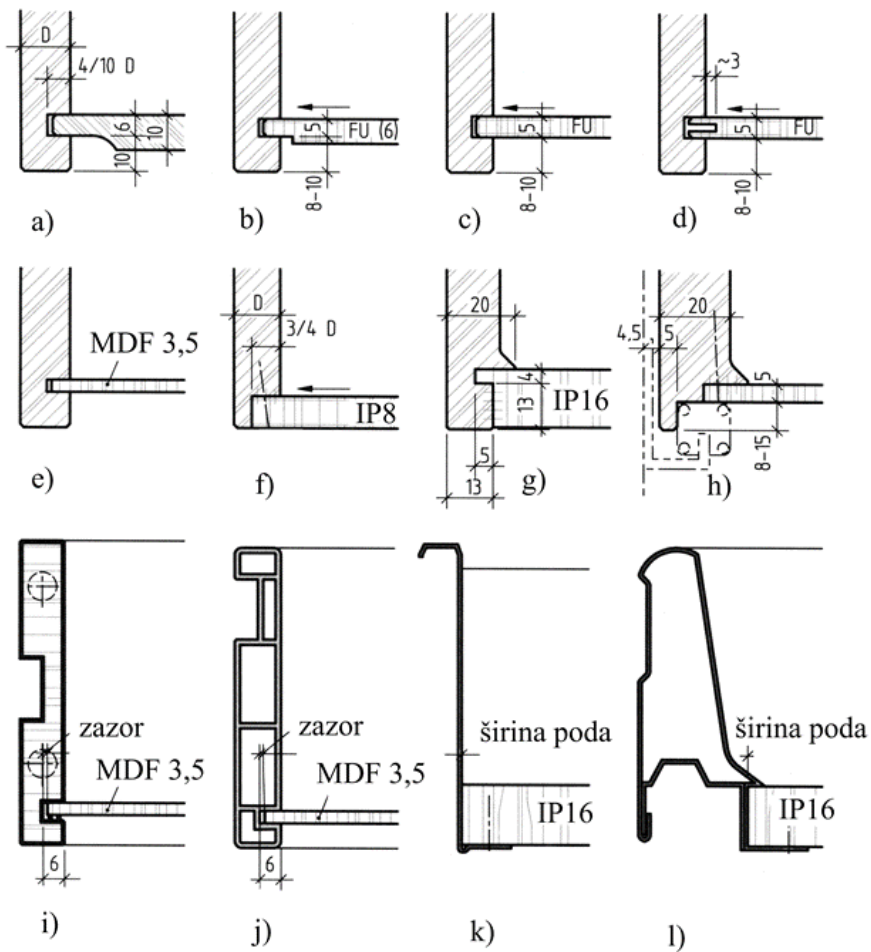 D
4/10 D
6
10
10
a)
5
FU (6)
8-10
b)
5
FU
8-10
c)
~3
5
FU
8-10
d)
MDF 3,5
e)
D
3/4 D
IP8
f)
20
4
13
IP16
5
13
g)
20
4,5
5
5
8-15
h)
zazor
MDF 3,5
6
i)
zazor
MDF 3,5
6
j)
širina poda
IP16
k)
širina poda
IP16
l)